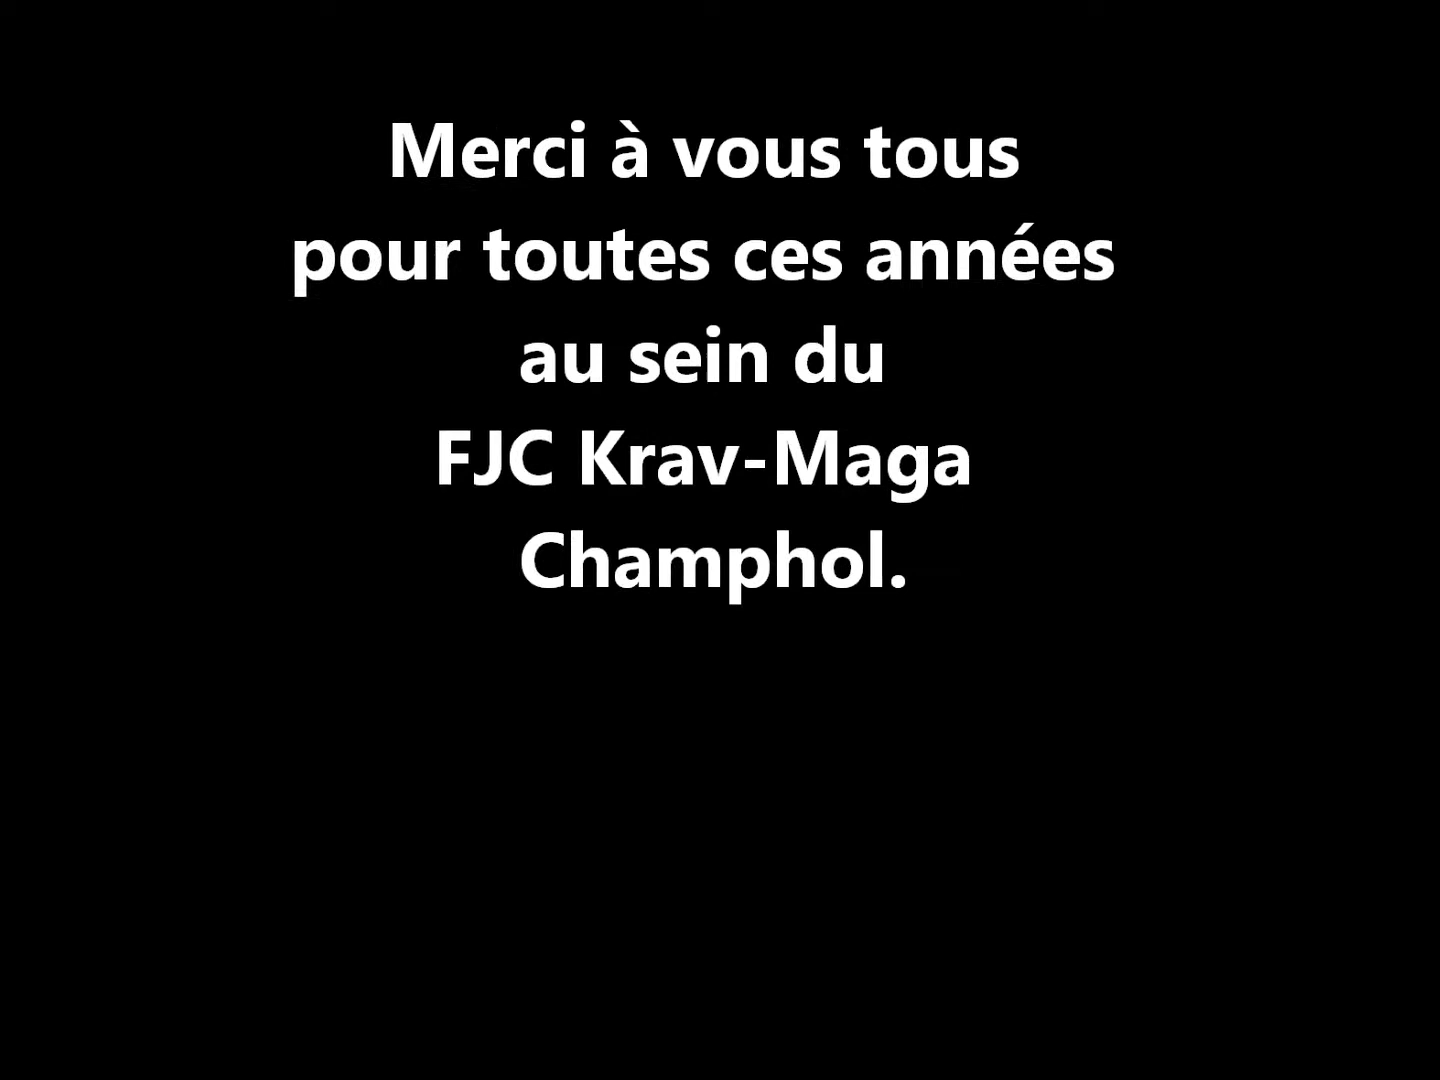 Merci à vous tous
pour toutes ces années
au sein du
FJC Krav-Maga
Champhol.